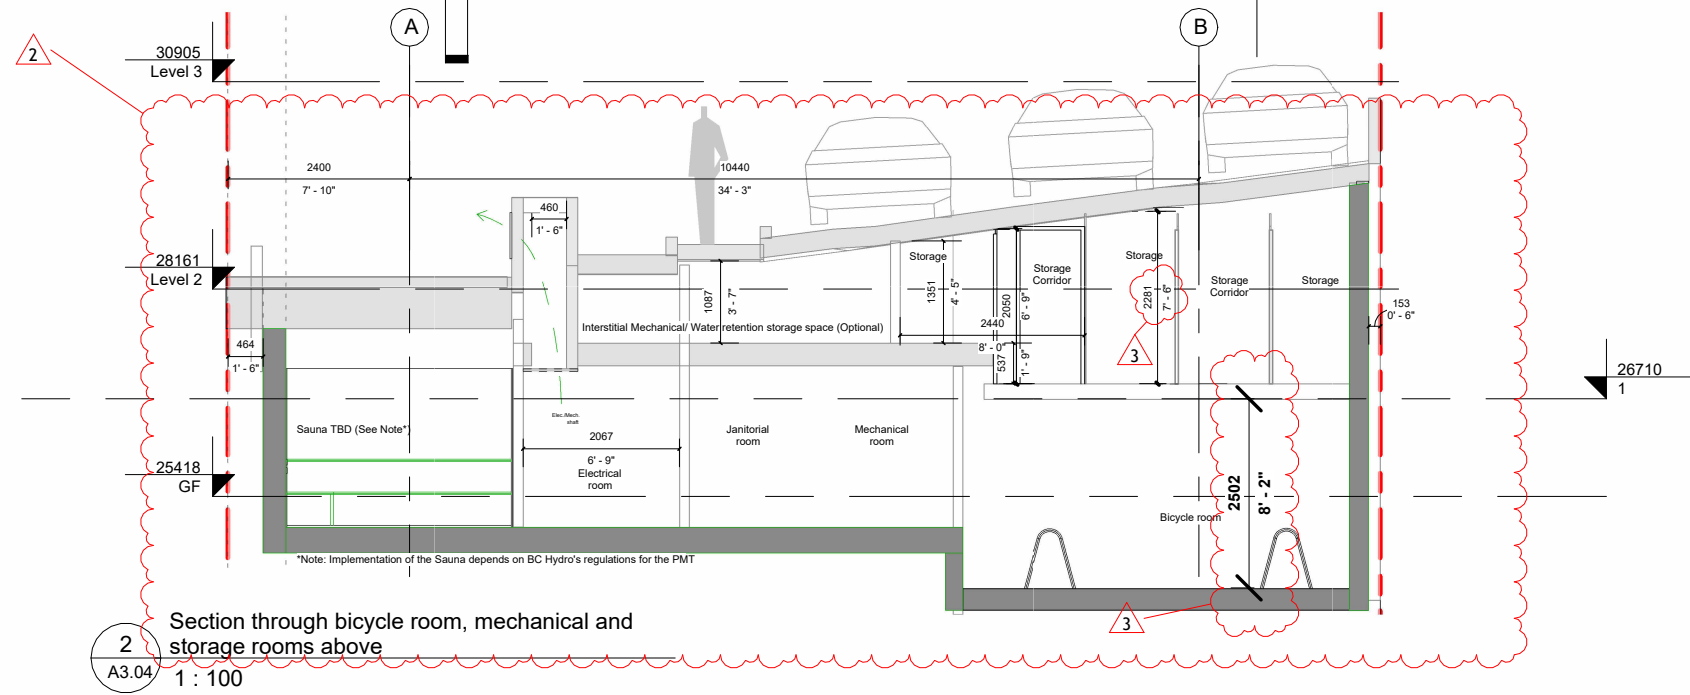 A
B
2
30905
Level 3
2400
7' - 10"
10440
34' - 3"
460
1' - 6"
28161
Level 2
Storage
Storage
Corridor
Storage
Storage
Corridor
Storage
1087
3' - 7"
1351
4' - 5"
2050
6' - 9"
2281
7' - 6"
153
0' - 6"
Interstitial Mechanical/ Water retention storage space (Optional)
2440
8' - 0"
537
1' - 9"
3
464
1' - 6"
26710
1
Elec./Mech.
shaft
Sauna TBD (See Note*)
2067
6' - 9"
Electrical
room
Janitorial
room
Mechanical
room
25418
GF
2502
8' - 2"
Bicycle room
*Note: Implementation of the Sauna depends on BC Hydro's regulations for the PMT
3
2
A3.04
Section through bicycle room, mechanical and
storage rooms above
1 : 100